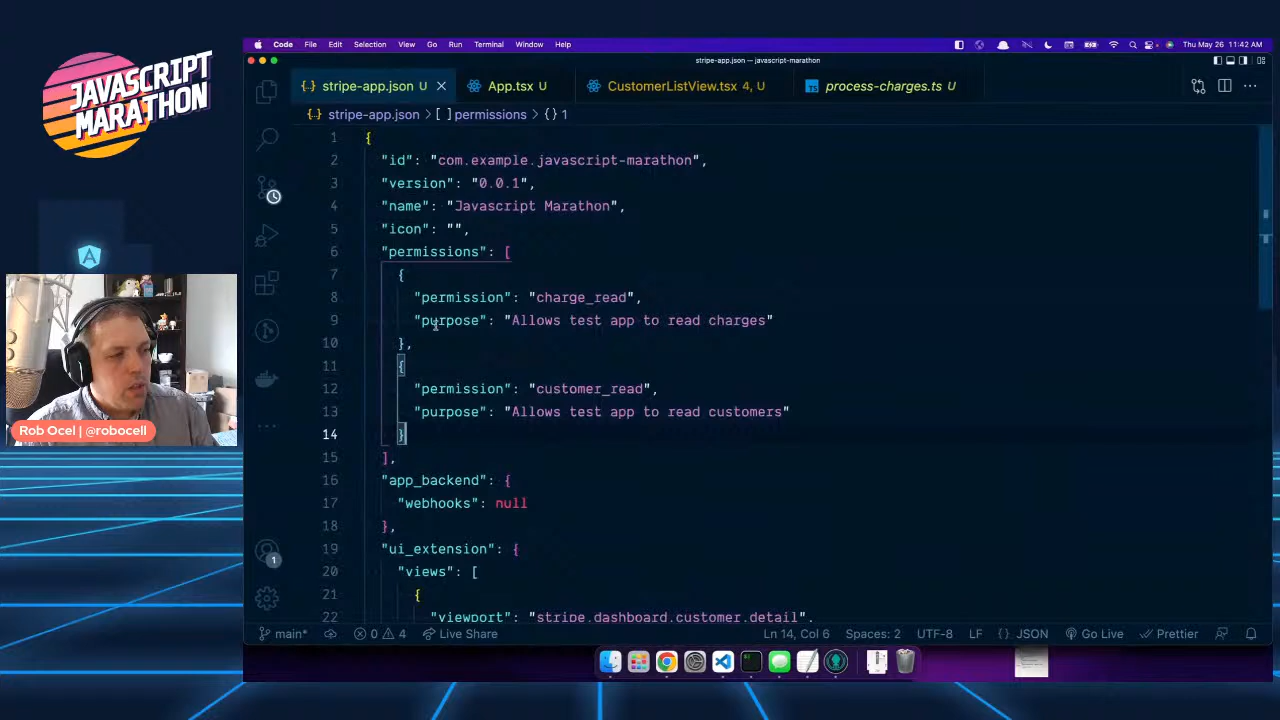 JAVASCRIPT
MARATHON
Code File Edit Selection View Go Run Terminal Window Help
Thu May 26 11:42 AM
stripe-app.json — javascript-marathon
{} stripe-app.json U
App.tsx U
CustomerListView.tsx 4, U
TS process-charges.ts U
{} stripe-app.json > [ ] permissions > {} 1
1 {
2 "id": "com.example.javascript-marathon",
3 "version": "0.0.1",
4 "name": "Javascript Marathon",
5 "icon": "",
6 "permissions": [
7 {
8 "permission": "charge_read",
9 "purpose": "Allows test app to read charges"
10 },
11 {
12 "permission": "customer_read",
13 "purpose": "Allows test app to read customers"
14 }
15 ],
16 "app_backend": {
17 "webhooks": null
18 },
19 "ui_extension": {
20 "views": [
21 {
22 "viewport": "stripe.dashboard.customer.detail",
A
Rob Ocel | @robocell
1
main* 0 4 Live Share
Ln 14, Col 6 Spaces: 2 UTF-8 LF {} JSON Go Live Prettier